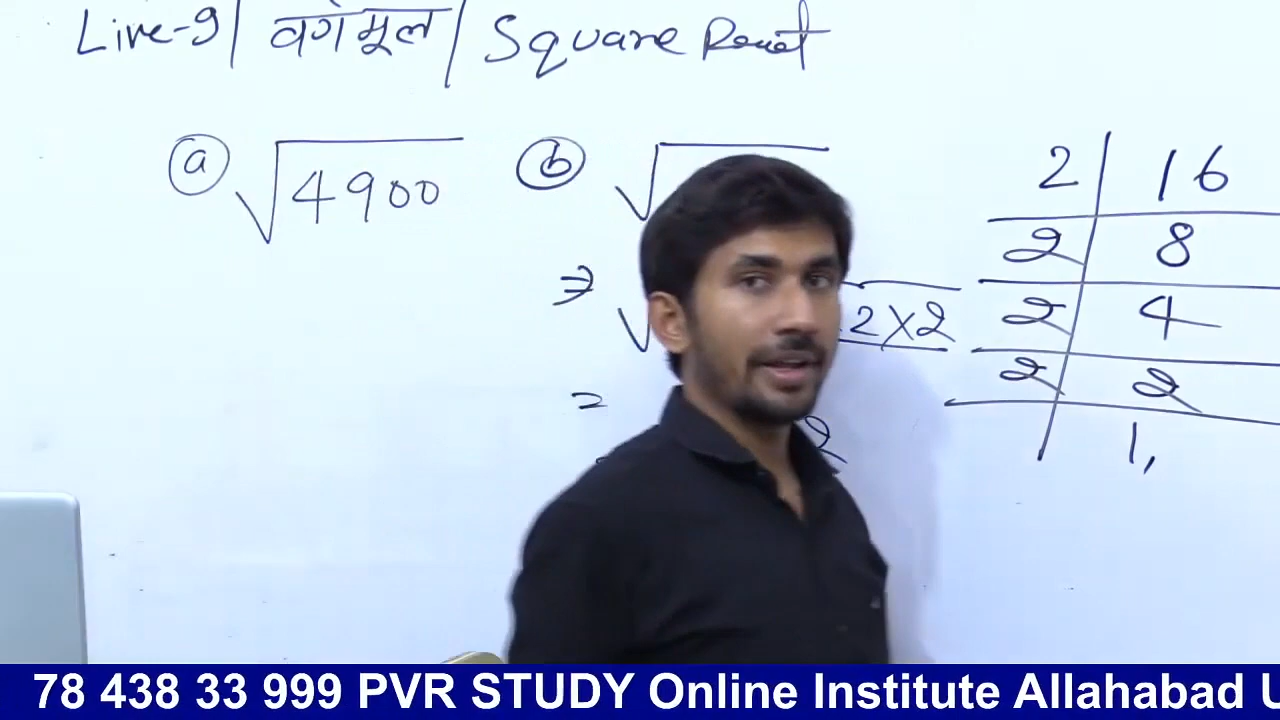 Live-9 | वर्गमूल | Square Root
(a) √4900 (b) √
2 | 16
2 | 8
⇒ √ 2×2
2 | 4
= 2 | 2
2
1,
78 438 33 999 PVR STUDY Online Institute Allahabad U